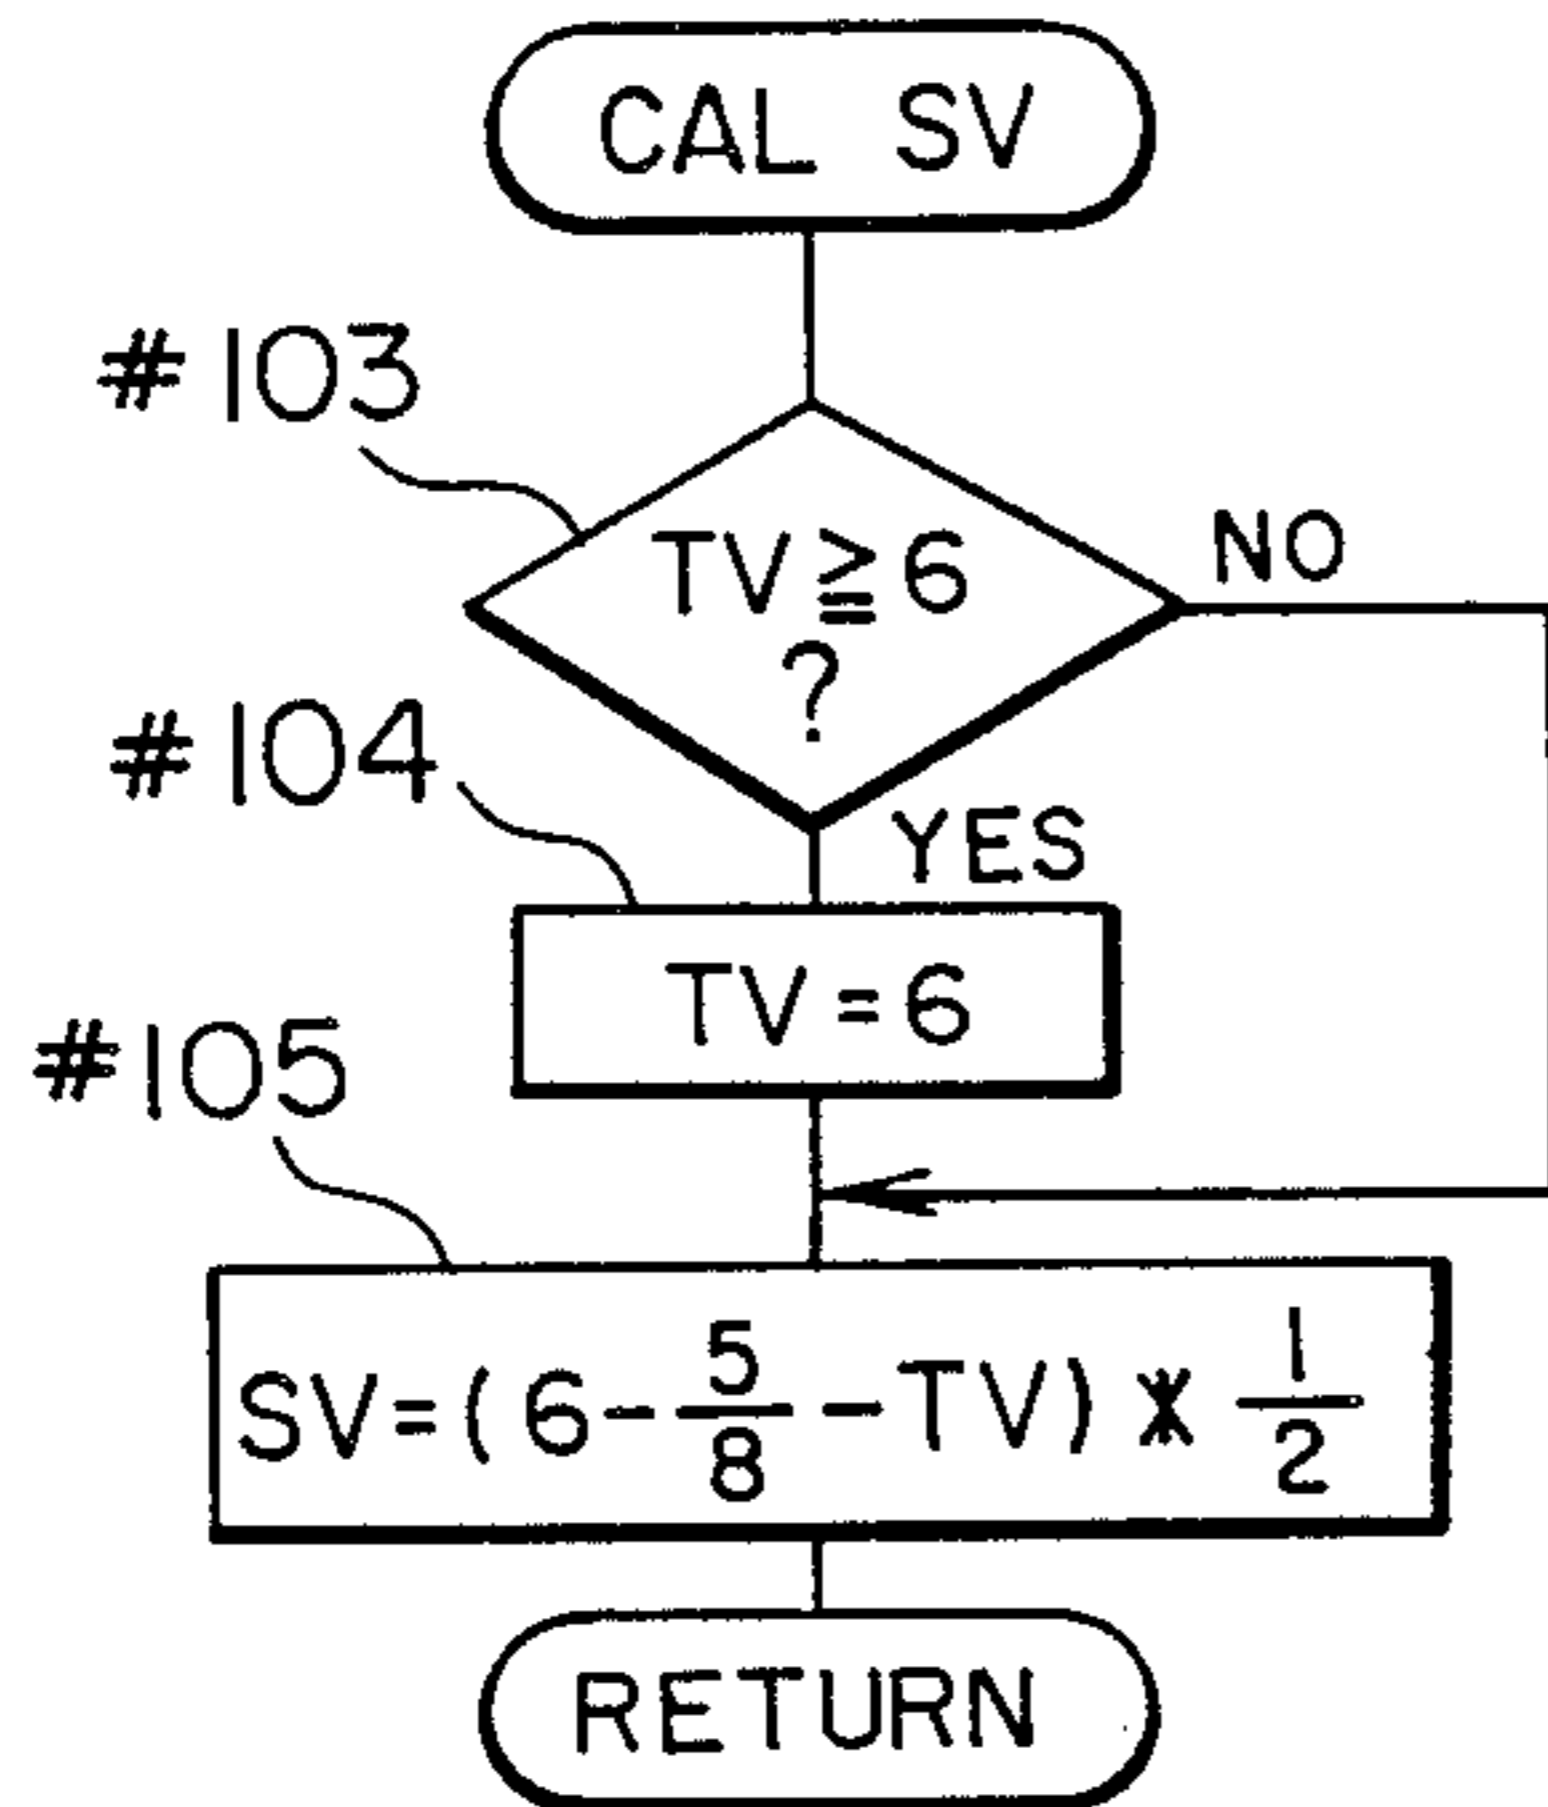 CAL SV
#103
TV≧6
?
NO
YES
#104
TV=6
#105
SV=(6-5/8-TV)*1/2
RETURN